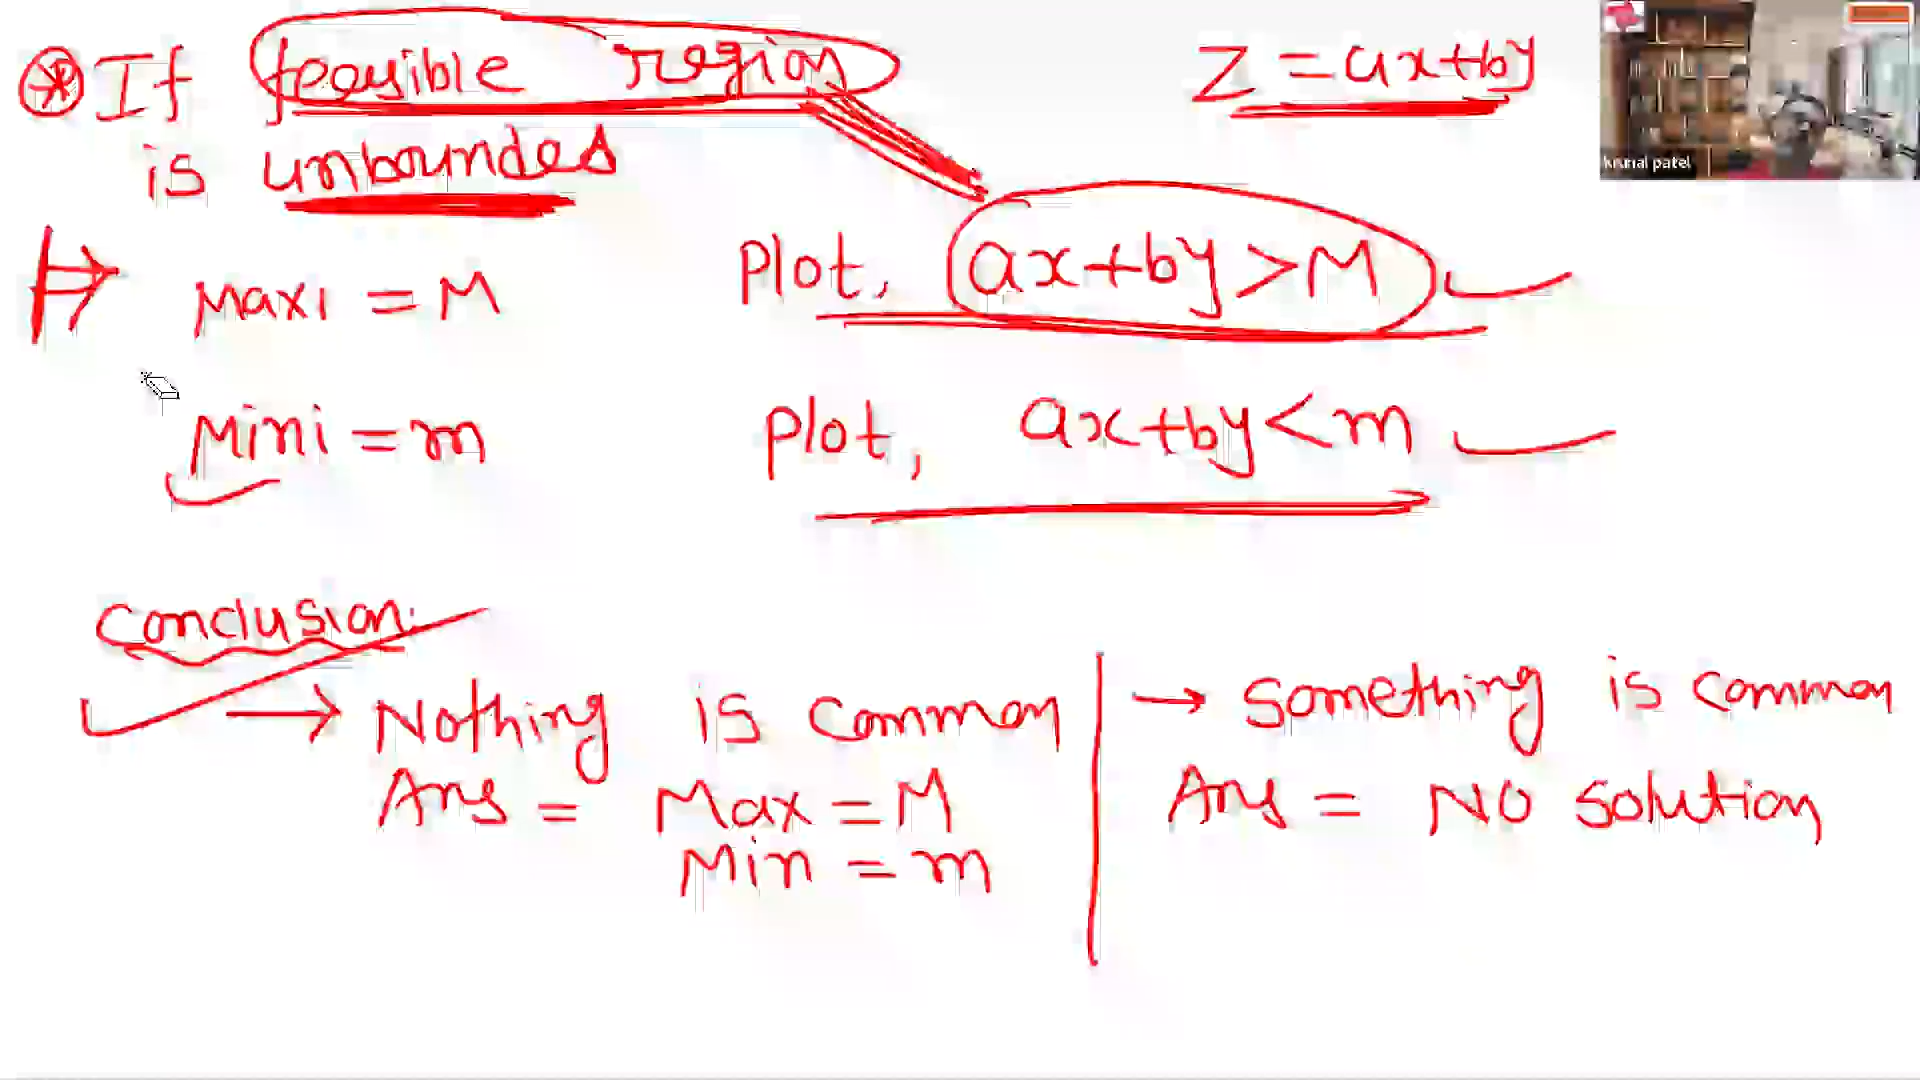 ⊛ If feasible region
Z = ax+by
is unbounded
Maxi = M
Plot, ax+by>M
Mini = m
Plot, ax+by<m
Conclusion:
→ Nothing is common
Ans = Max = M
Min = m
→ Something is common
Ans = NO solution
krunal patel